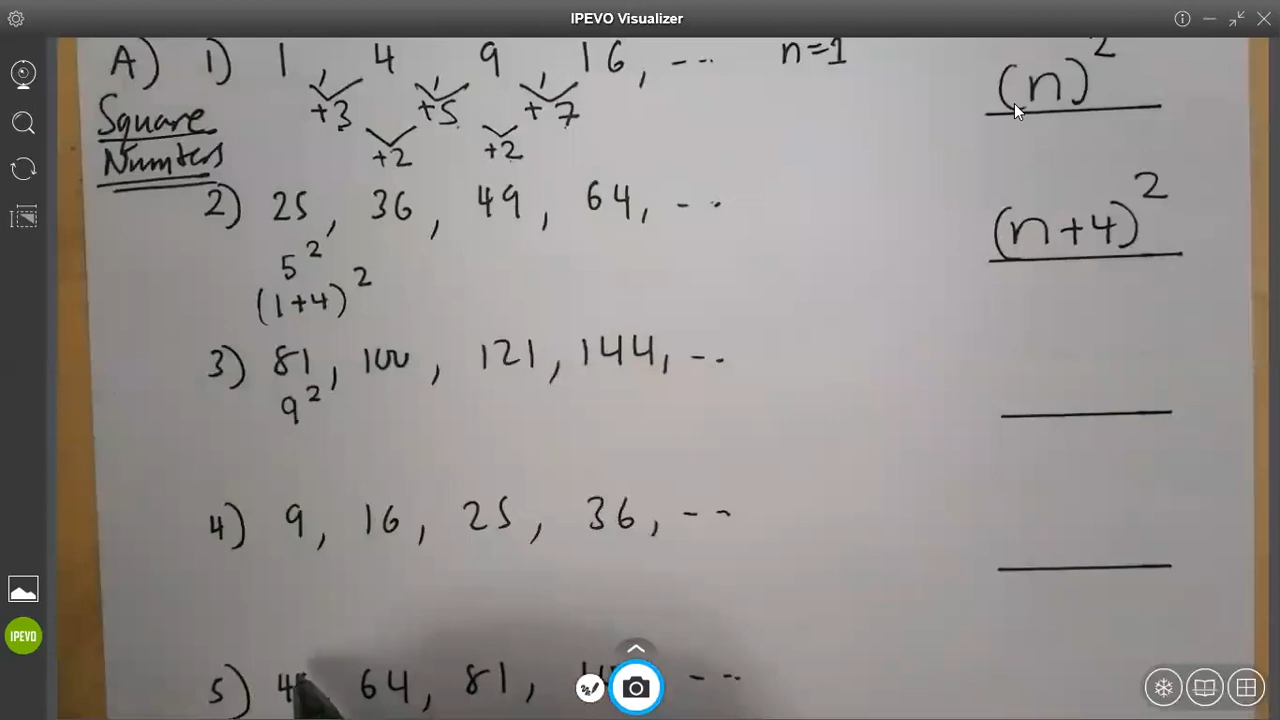 IPEVO Visualizer
A) 1) 1, 4, 9, 16, --- n=1 (n)²
+3 +5 +7
Square
Numters
+2 +2
2) 25, 36, 49, 64, --- (n+4)²
5²
(1+4)²
3) 81, 100, 121, 144, ---
9²
4) 9, 16, 25, 36, ---
5) 64, 81, ---
IPEVO